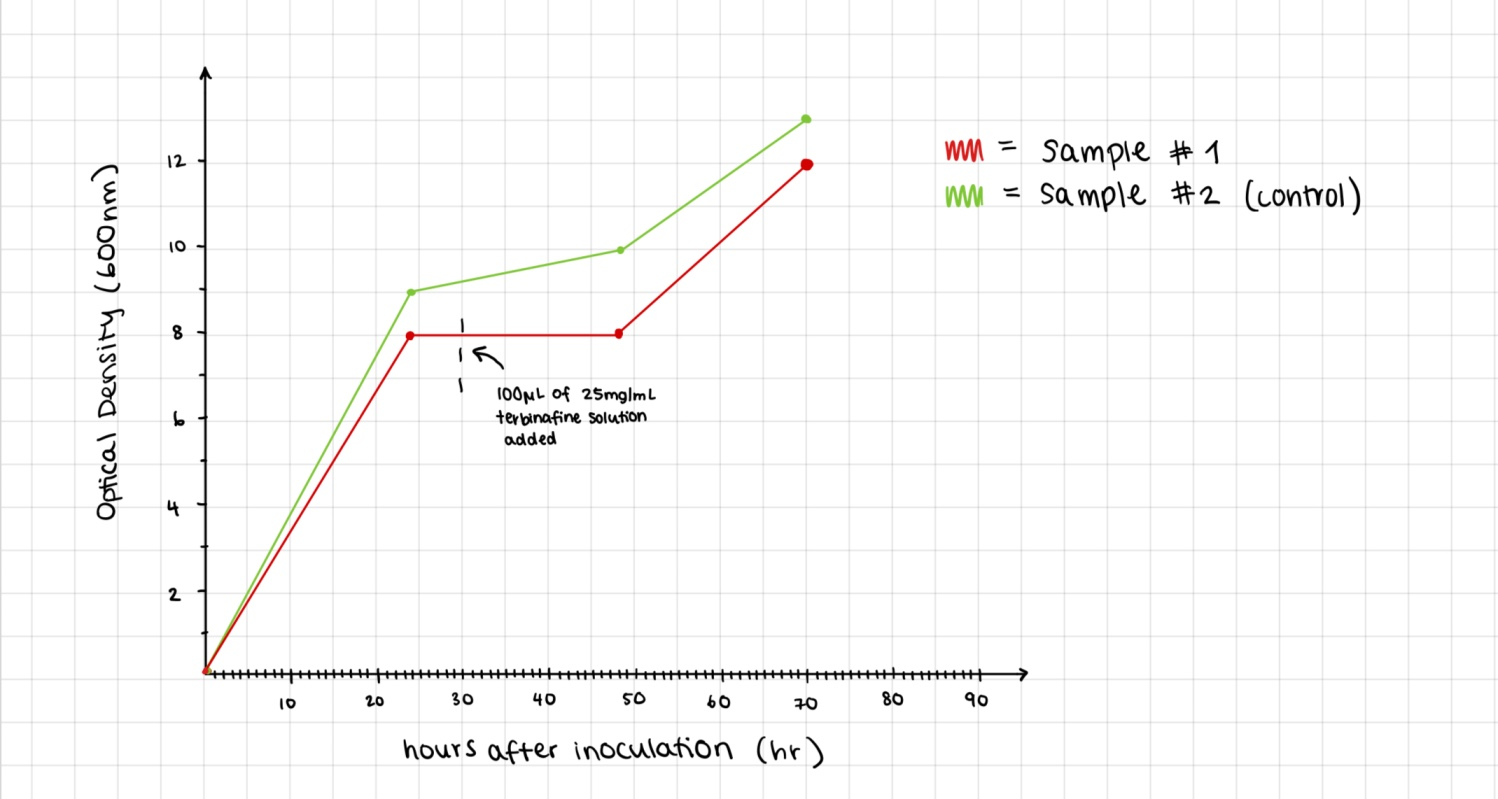 Optical Density (600nm)
12
10
8
6
4
2
100μL of 25mg/mL
terbinafine solution
added
= Sample #1
= Sample #2 (control)
10 20 30 40 50 60 70 80 90
hours after inoculation (hr)